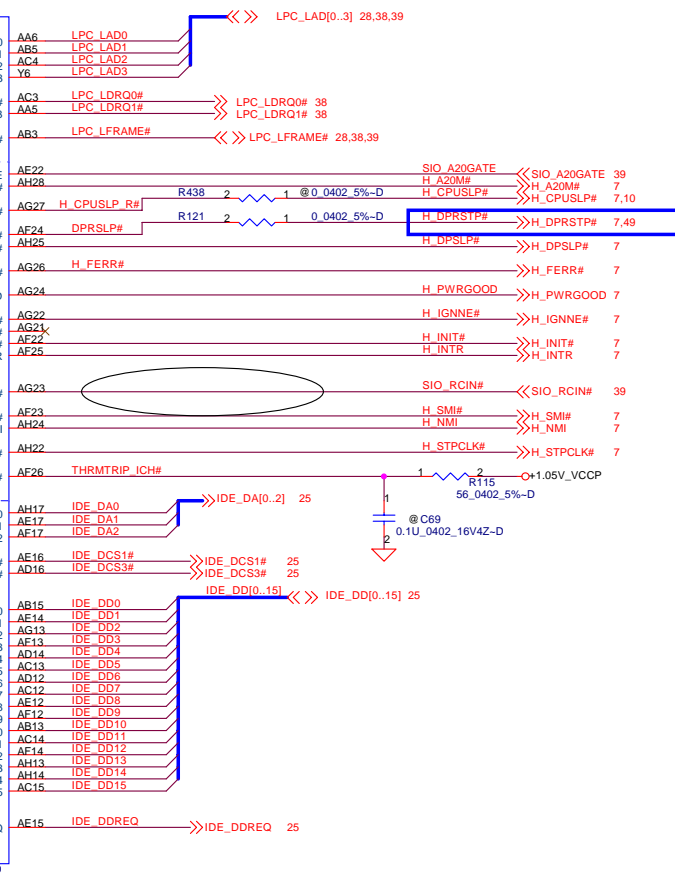 LPC_LAD[0..3] 28,38,39
AA6 LPC_LAD0
AB5 LPC_LAD1
AC4 LPC_LAD2
Y6 LPC_LAD3
AC3 LPC_LDRQ0# LPC_LDRQ0# 38
AA5 LPC_LDRQ1# LPC_LDRQ1# 38
AB3 LPC_LFRAME# LPC_LFRAME# 28,38,39
AE22 SIO_A20GATE SIO_A20GATE 39
AH28 H_A20M# H_A20M# 7
R438 2 1 @ 0_0402_5%~D H_CPUSLP# H_CPUSLP# 7,10
AG27 H_CPUSLP_R#
R121 2 1 0_0402_5%~D H_DPRSTP# H_DPRSTP# 7,49
AF24 DPRSLP#
AH25 H_DPSLP# H_DPSLP# 7
AG26 H_FERR# H_FERR# 7
AG24 H_PWRGOOD H_PWRGOOD 7
AG22 H_IGNNE# H_IGNNE# 7
AG21
AF22 H_INIT# H_INIT# 7
AF25 H_INTR H_INTR 7
AG23 SIO_RCIN# SIO_RCIN# 39
AF23 H_SMI# H_SMI# 7
AH24 H_NMI H_NMI 7
AH22 H_STPCLK# H_STPCLK# 7
AF26 THRMTRIP_ICH# 1 2 +1.05V_VCCP
R115
56_0402_5%~D
1
@ C69
0.1U_0402_16V4Z~D
2
IDE_DA[0..2] 25
AH17 IDE_DA0
AE17 IDE_DA1
AF17 IDE_DA2
AE16 IDE_DCS1# IDE_DCS1# 25
AD16 IDE_DCS3# IDE_DCS3# 25
IDE_DD[0..15] IDE_DD[0..15] 25
AB15 IDE_DD0
AE14 IDE_DD1
AG13 IDE_DD2
AF13 IDE_DD3
AD14 IDE_DD4
AC13 IDE_DD5
AD12 IDE_DD6
AC12 IDE_DD7
AE12 IDE_DD8
AF12 IDE_DD9
AB13 IDE_DD10
AC14 IDE_DD11
AF14 IDE_DD12
AH13 IDE_DD13
AH14 IDE_DD14
AC15 IDE_DD15
AE15 IDE_DDREQ IDE_DDREQ 25